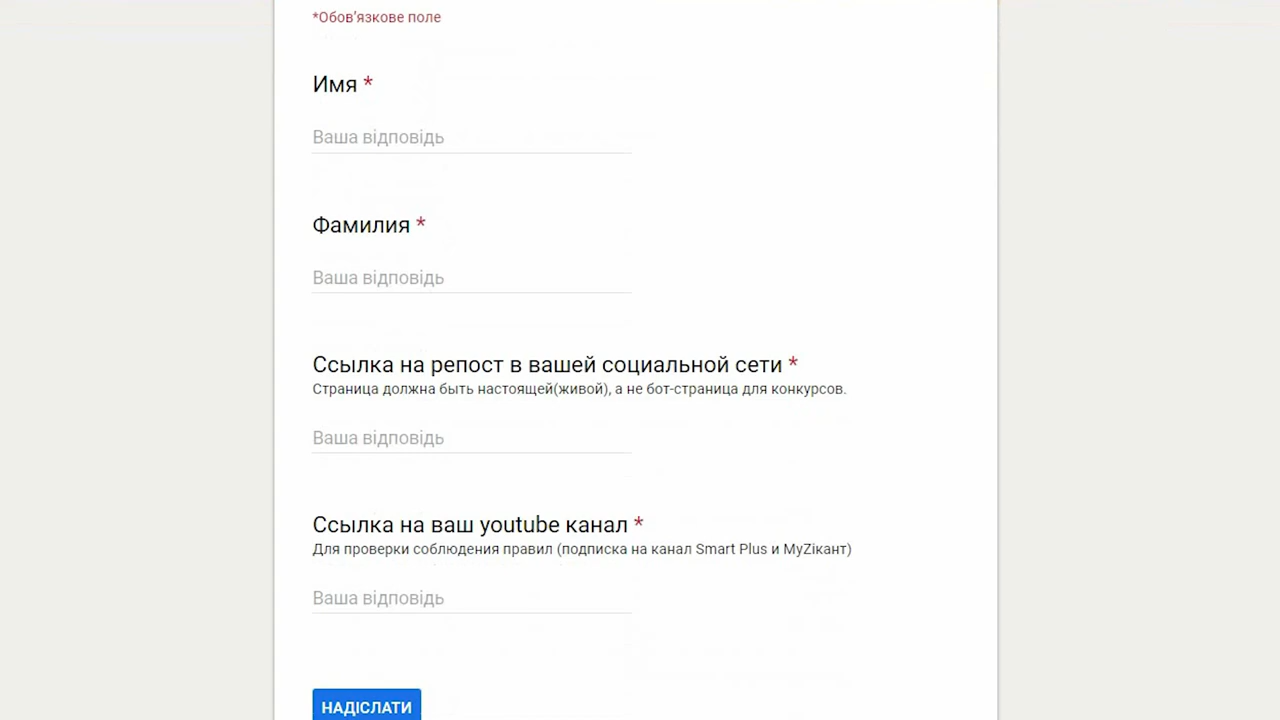 *Обов'язкове поле
Имя *
Ваша відповідь
Фамилия *
Ваша відповідь
Ссылка на репост в вашей социальной сети *
Страница должна быть настоящей(живой), а не бот-страница для конкурсов.
Ваша відповідь
Ссылка на ваш youtube канал *
Для проверки соблюдения правил (подписка на канал Smart Plus и МуZікант)
Ваша відповідь
НАДІСЛАТИ